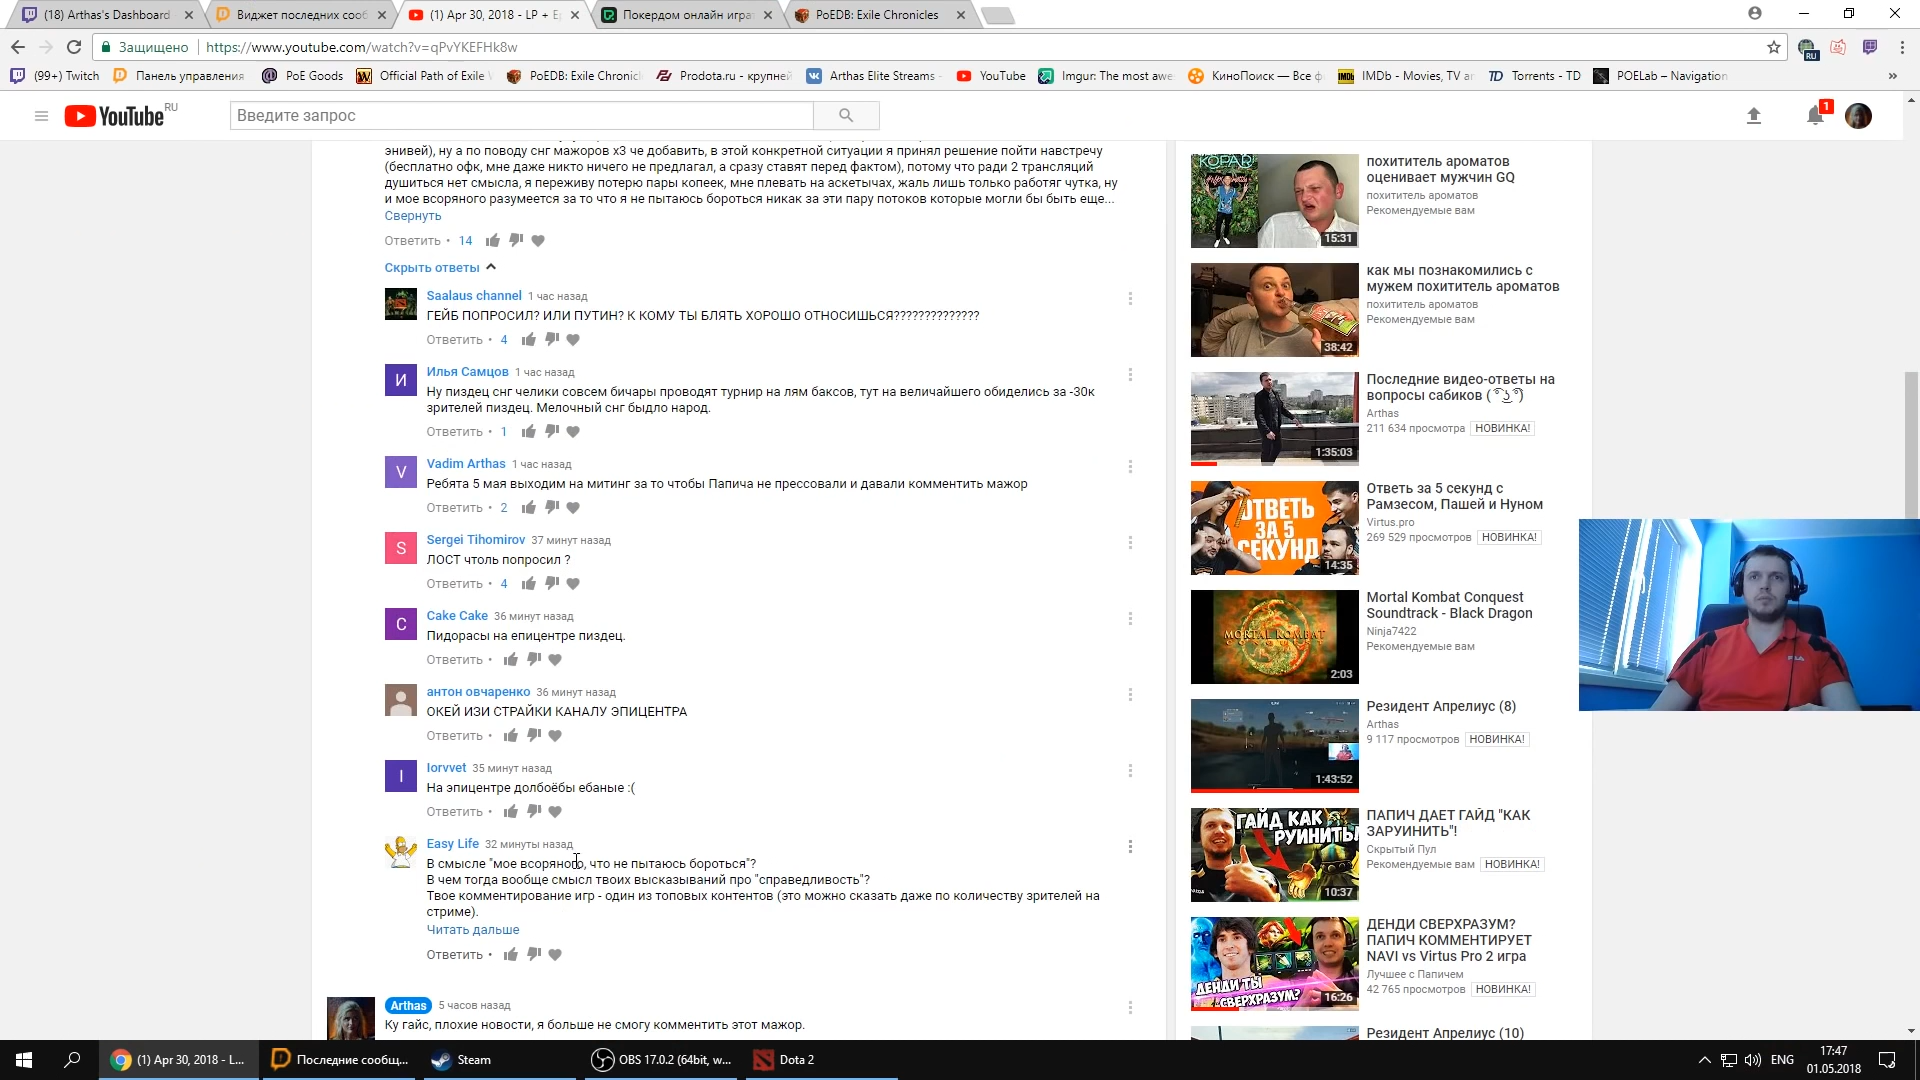 (18) Arthas's Dashboard
Виджет последних сооб
(1) Apr 30, 2018 - LP + E
Покердом онлайн играт
PoEDB: Exile Chronicles
Защищено
https://www.youtube.com/watch?v=qPvYKEFHk8w
RU
(99+) Twitch
Панель управления
PoE Goods
Official Path of Exile
PoEDB: Exile Chronicl
Prodota.ru - крупней
Arthas Elite Streams -
YouTube
Imgur: The most awe
КиноПоиск — Все ф
IMDb - Movies, TV a
Torrents - TD
POELab – Navigation
»
YouTube RU
Введите запрос
1
энивей), ну а по поводу снг мажоров х3 че добавить, в этой конкретной ситуации я принял решение пойти навстречу
(бесплатно офк, мне даже никто ничего не предлагал, а сразу ставят перед фактом), потому что ради 2 трансляций
душиться нет смысла, я переживу потерю пары копеек, мне плевать на аскетычах, жаль лишь только работяг чутка, ну
и мое всоряного разумеется за то что я не пытаюсь бороться никак за эти пару потоков которые могли бы быть еще...
Свернуть
Ответить • 14
Скрыть ответы
Saalaus channel 1 час назад
ГЕЙБ ПОПРОСИЛ? ИЛИ ПУТИН? К КОМУ ТЫ БЛЯТЬ ХОРОШО ОТНОСИШЬСЯ??????????????
Ответить • 4
И
Илья Самцов 1 час назад
Ну пиздец снг челики совсем бичары проводят турнир на лям баксов, тут на величайшего обиделись за -30к
зрителей пиздец. Мелочный снг быдло народ.
Ответить • 1
V
Vadim Arthas 1 час назад
Ребята 5 мая выходим на митинг за то чтобы Папича не прессовали и давали комментить мажор
Ответить • 2
S
Sergei Tihomirov 37 минут назад
ЛОСТ чтоль попросил ?
Ответить • 4
C
Cake Cake 36 минут назад
Пидорасы на епицентре пиздец.
Ответить •
антон овчаренко 36 минут назад
ОКЕЙ ИЗИ СТРАЙКИ КАНАЛУ ЭПИЦЕНТРА
Ответить •
I
Iorvvet 35 минут назад
На эпицентре долбоёбы ебаные :(
Ответить •
Easy Life 32 минуты назад
В смысле "мое всоряного, что не пытаюсь бороться"?
В чем тогда вообще смысл твоих высказываний про "справедливость"?
Твое комментирование игр - один из топовых контентов (это можно сказать даже по количеству зрителей на
стриме).
Читать дальше
Ответить •
Arthas 5 часов назад
Ку гайс, плохие новости, я больше не смогу комментить этот мажор.
15:31
похититель ароматов
оценивает мужчин GQ
похититель ароматов
Рекомендуемые вам
38:42
как мы познакомились с
мужем похититель ароматов
похититель ароматов
Рекомендуемые вам
1:35:03
Последние видео-ответы на
вопросы сабиков ( ͡° ͜ʖ ͡°)
Arthas
211 634 просмотра НОВИНКА!
ОТВЕТЬ
ЗА 5
СЕКУНД
14:35
Ответь за 5 секунд с
Рамзесом, Пашей и Нуном
Virtus.pro
269 529 просмотров НОВИНКА!
MORTAL KOMBAT
CONQUEST
2:03
Mortal Kombat Conquest
Soundtrack - Black Dragon
Ninja7422
Рекомендуемые вам
1:43:52
Резидент Апрелиус (8)
Arthas
9 117 просмотров НОВИНКА!
ГАЙД КАК
РУИНИТЬ!
10:37
ПАПИЧ ДАЕТ ГАЙД "КАК
ЗАРУИНИТЬ"!
Скрытый Пул
Рекомендуемые вам НОВИНКА!
ДЕНДИ ТЫ
СВЕРХРАЗУМ?
16:26
ДЕНДИ СВЕРХРАЗУМ?
ПАПИЧ КОММЕНТИРУЕТ
NAVI vs Virtus Pro 2 игра
Лучшее с Папичем
42 765 просмотров НОВИНКА!
Резидент Апрелиус (10)
(1) Apr 30, 2018 - L...
Последние сообщ...
Steam
OBS 17.0.2 (64bit, w...
Dota 2
ENG
17:47
01.05.2018